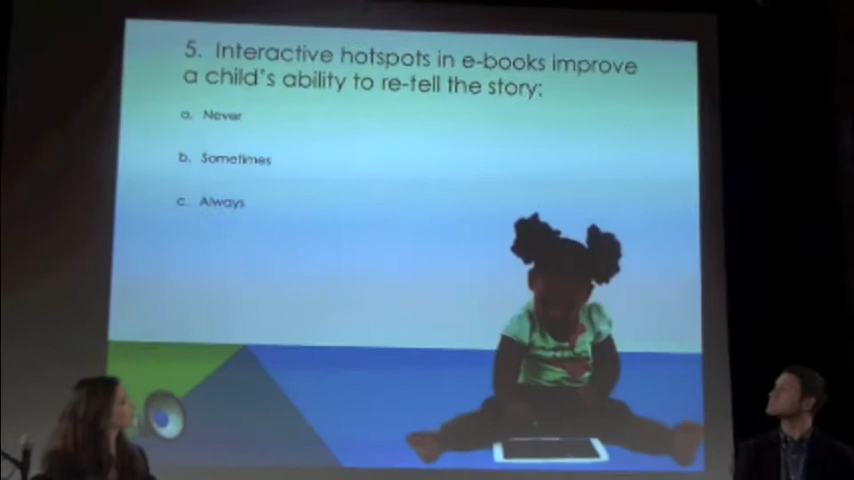 5. Interactive hotspots in e-books improve
a child's ability to re-tell the story:
a. Never
b. Sometimes
c. Always